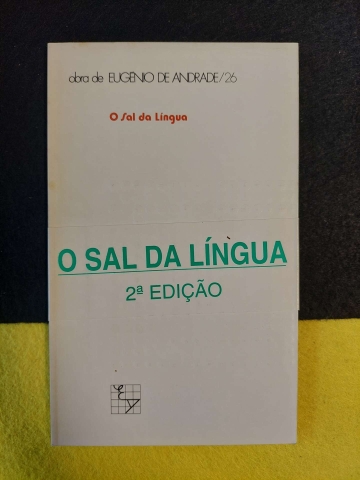 obra de EUGÉNIO DE ANDRADE/26
O Sal da Língua
O SAL DA LÍNGUA
2ª EDIÇÃO